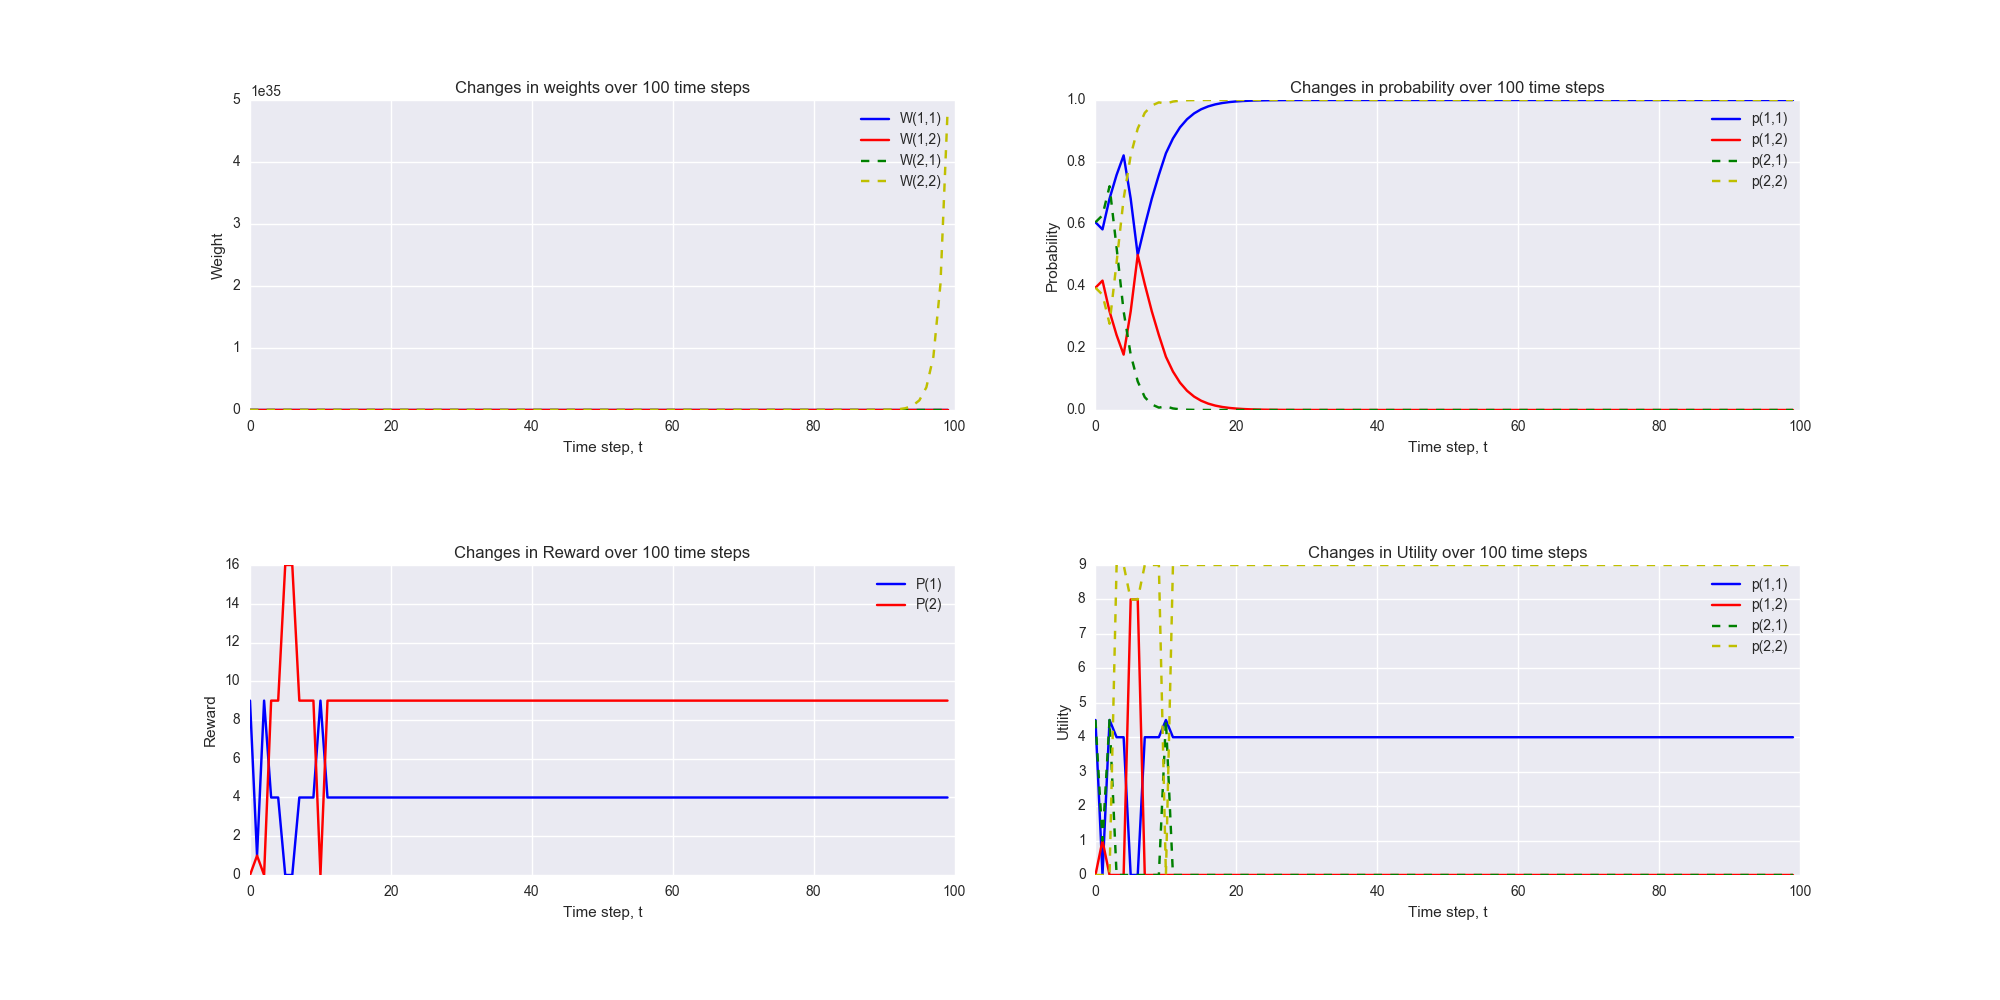 Changes in weights over 100 time steps
1e35
5
4
3
2
1
0
Weight
W(1,1)
W(1,2)
W(2,1)
W(2,2)
0 20 40 60 80 100
Time step, t
Changes in probability over 100 time steps
1.0
0.8
0.6
0.4
0.2
0.0
Probability
p(1,1)
p(1,2)
p(2,1)
p(2,2)
0 20 40 60 80 100
Time step, t
Changes in Reward over 100 time steps
16
14
12
10
8
6
4
2
0
Reward
P(1)
P(2)
0 20 40 60 80 100
Time step, t
Changes in Utility over 100 time steps
9
8
7
6
5
4
3
2
1
0
Utility
p(1,1)
p(1,2)
p(2,1)
p(2,2)
0 20 40 60 80 100
Time step, t